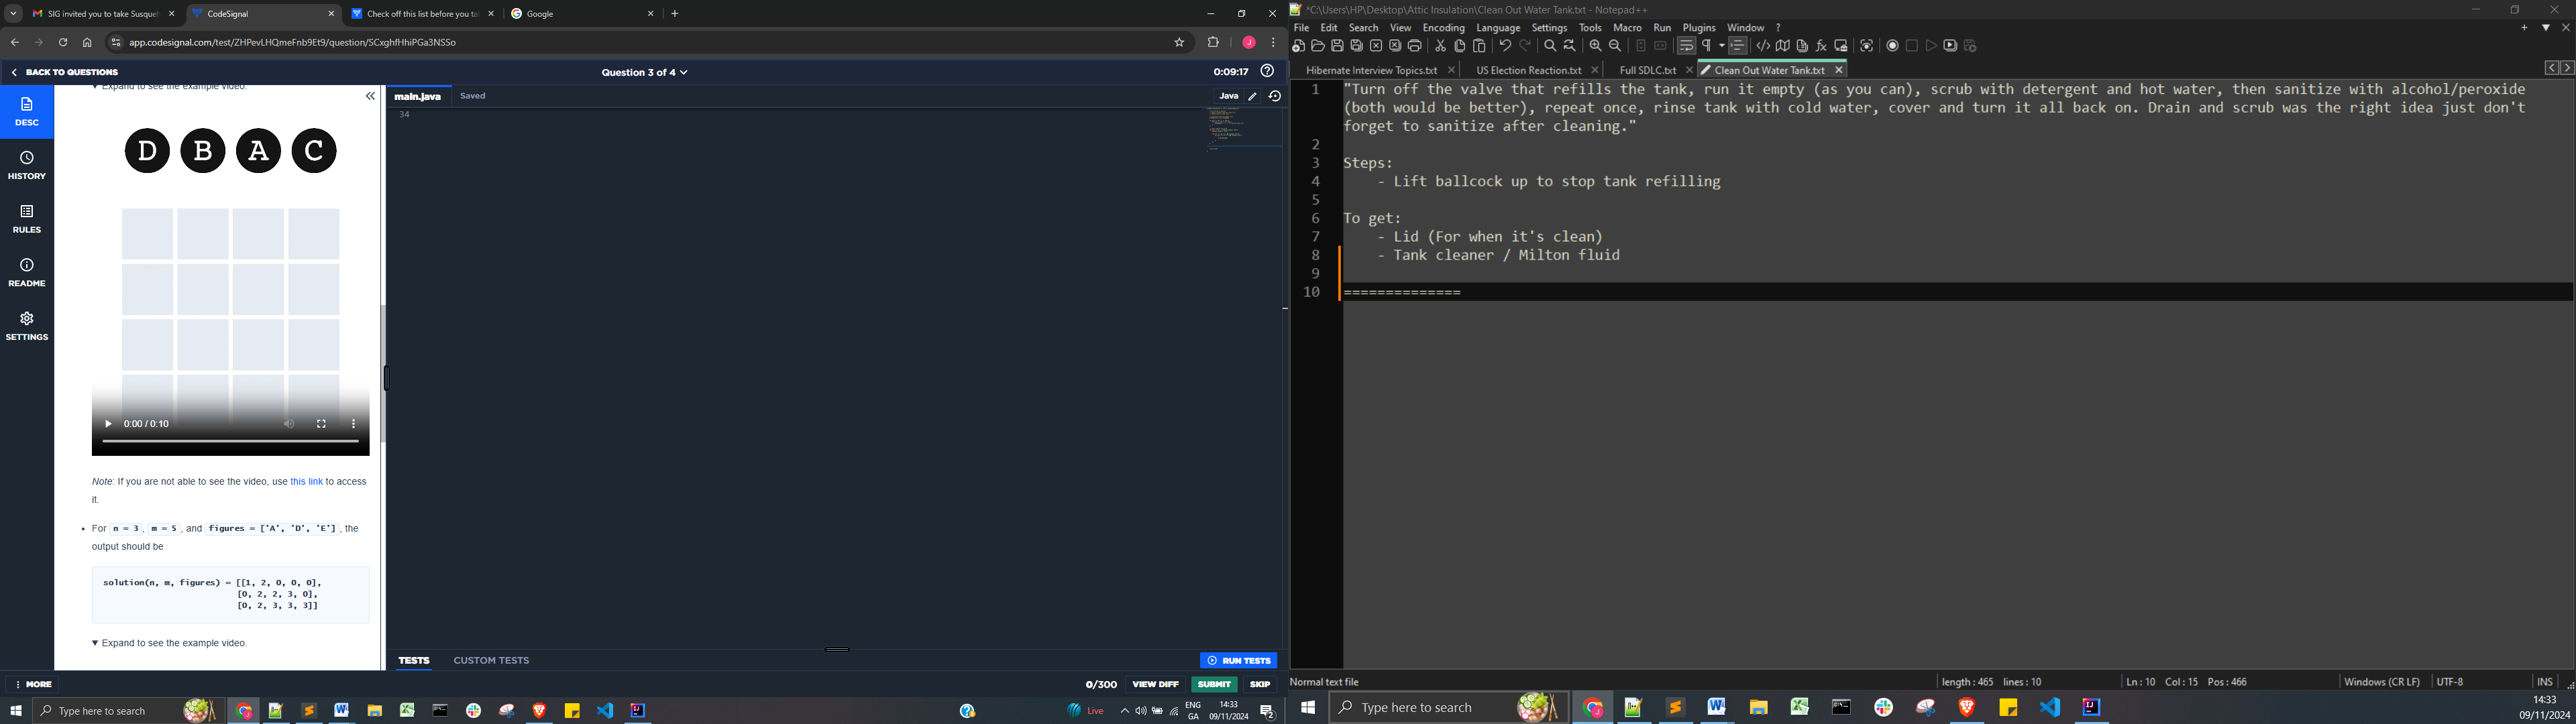 SIG invited you to take Susqueh
CodeSignal
Check off this list before you tak
Google
app.codesignal.com/test/ZHPevLHQmeFnb9Et9/question/SCxghfHhiPGa3NSSo
BACK TO QUESTIONS
Question 3 of 4
0:09:17
DESC
HISTORY
RULES
README
SETTINGS
Expand to see the example video.
D B A C
0:00 / 0:10
Note: If you are not able to see the video, use this link to access
it.
For n = 3, m = 5, and figures = ['A', 'D', 'E'], the
output should be
solution(n, m, figures) = [[1, 2, 0, 0, 0],
[0, 2, 2, 3, 0],
[0, 2, 3, 3, 3]]
Expand to see the example video.
MORE
main.java
Saved
Java
34
TESTS
CUSTOM TESTS
RUN TESTS
0/300
VIEW DIFF
SUBMIT
SKIP
Type here to search
Live
ENG
GA
14:33
09/11/2024
2
*C:\Users\HP\Desktop\Attic Insulation\Clean Out Water Tank.txt - Notepad++
File Edit Search View Encoding Language Settings Tools Macro Run Plugins Window ?
Hibernate Interview Topics.txt
US Election Reaction.txt
Full SDLC.txt
Clean Out Water Tank.txt
1 "Turn off the valve that refills the tank, run it empty (as you can), scrub with detergent and hot water, then sanitize with alcohol/peroxide
(both would be better), repeat once, rinse tank with cold water, cover and turn it all back on. Drain and scrub was the right idea just don't
forget to sanitize after cleaning."
2
3 Steps:
4 - Lift ballcock up to stop tank refilling
5
6 To get:
7 - Lid (For when it's clean)
8 - Tank cleaner / Milton fluid
9
10 ==============
Normal text file
length : 465 lines : 10
Ln : 10 Col : 15 Pos : 466
Windows (CR LF)
UTF-8
INS
Type here to search
14:33
09/11/2024